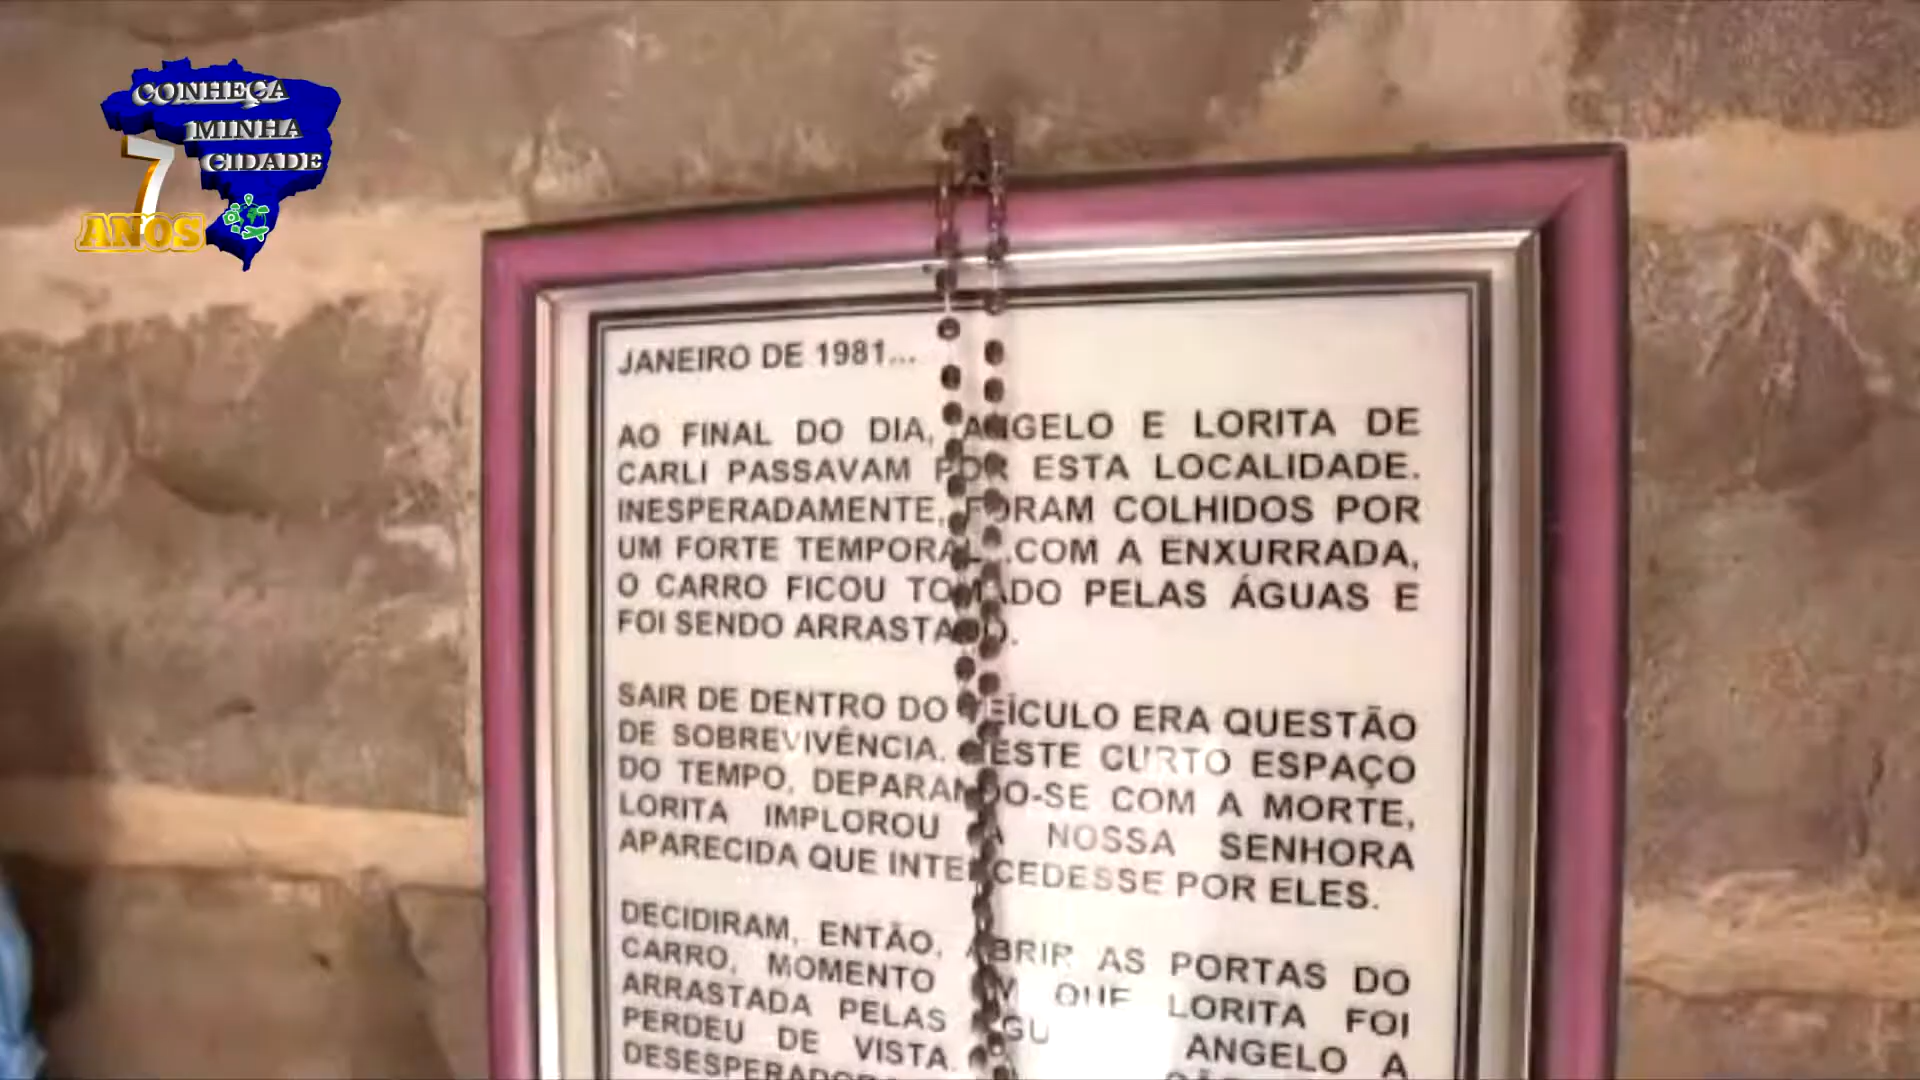 CONHEÇA
MINHA
CIDADE
7
ANOS
JANEIRO DE 1981...
AO FINAL DO DIA, ANGELO E LORITA DE
CARLI PASSAVAM POR ESTA LOCALIDADE.
INESPERADAMENTE, FORAM COLHIDOS POR
UM FORTE TEMPORAL .COM A ENXURRADA,
O CARRO FICOU TOMADO PELAS ÁGUAS E
FOI SENDO ARRASTADO.
SAIR DE DENTRO DO VEÍCULO ERA QUESTÃO
DE SOBREVIVÊNCIA. NESTE CURTO ESPAÇO
DO TEMPO, DEPARANDO-SE COM A MORTE,
LORITA IMPLOROU A NOSSA SENHORA
APARECIDA QUE INTERCEDESSE POR ELES.
DECIDIRAM, ENTÃO, ABRIR AS PORTAS DO
CARRO, MOMENTO EM QUE LORITA FOI
ARRASTADA PELAS ANGELO A
PERDEU DE VISTA.